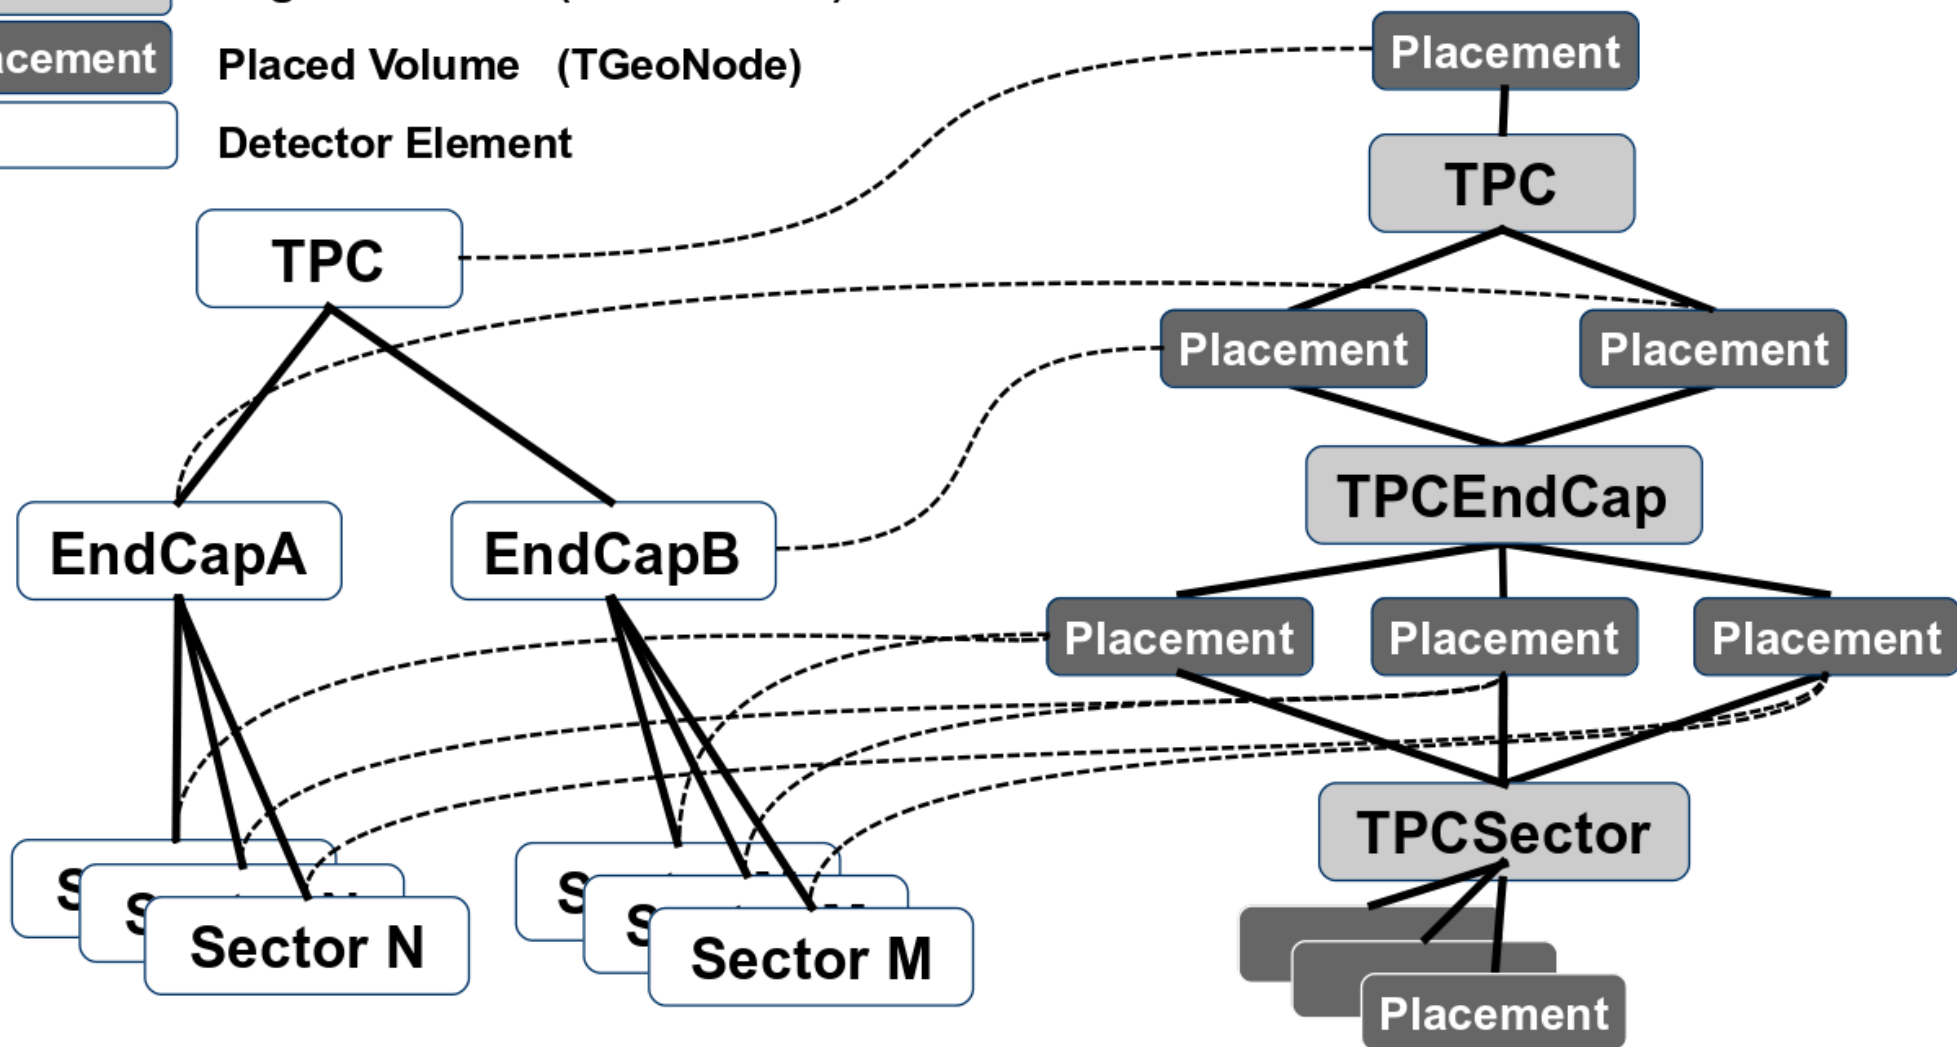 Placed Volume (TGeoNode)
Detector Element
Placement
TPC
TPC
Placement
Placement
EndCapA
EndCapB
TPCEndCap
Placement
Placement
Placement
TPCSector
Sector N
Sector M
Placement